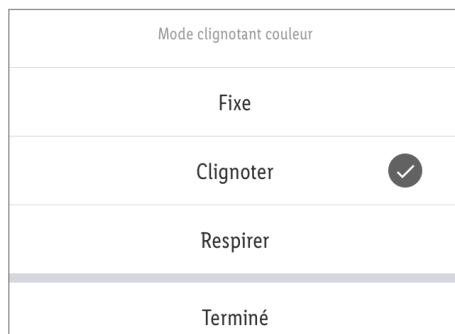 Mode clignotant couleur
Fixe
Clignoter
Respirer
Terminé